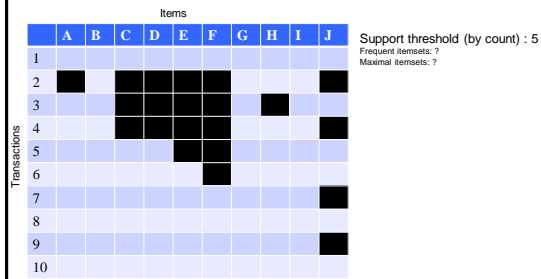 Items
A B C D E F G H I J
Support threshold (by count) : 5
Frequent itemsets: ?
Maximal itemsets: ?
Transactions
1
2
3
4
5
6
7
8
9
10